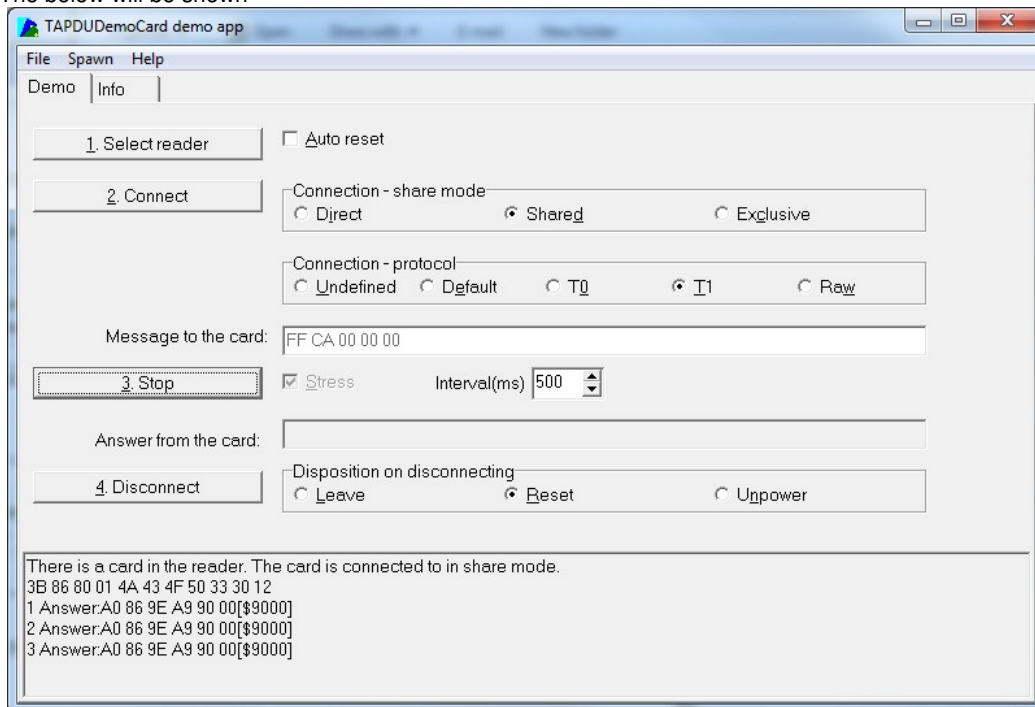 The below will be shown
TAPDUDemoCard demo app
File Spawn Help
Demo Info
1. Select reader Auto reset
2. Connect Connection - share mode
Direct Shared Exclusive
Connection - protocol
Undefined Default T0 T1 Raw
Message to the card: FF CA 00 00 00
3. Stop Stress Interval(ms) 500
Answer from the card:
4. Disconnect Disposition on disconnecting
Leave Reset Unpower
There is a card in the reader. The card is connected to in share mode.
3B 86 80 01 4A 43 4F 50 33 30 12
1 Answer:A0 86 9E A9 90 00[$9000]
2 Answer:A0 86 9E A9 90 00[$9000]
3 Answer:A0 86 9E A9 90 00[$9000]